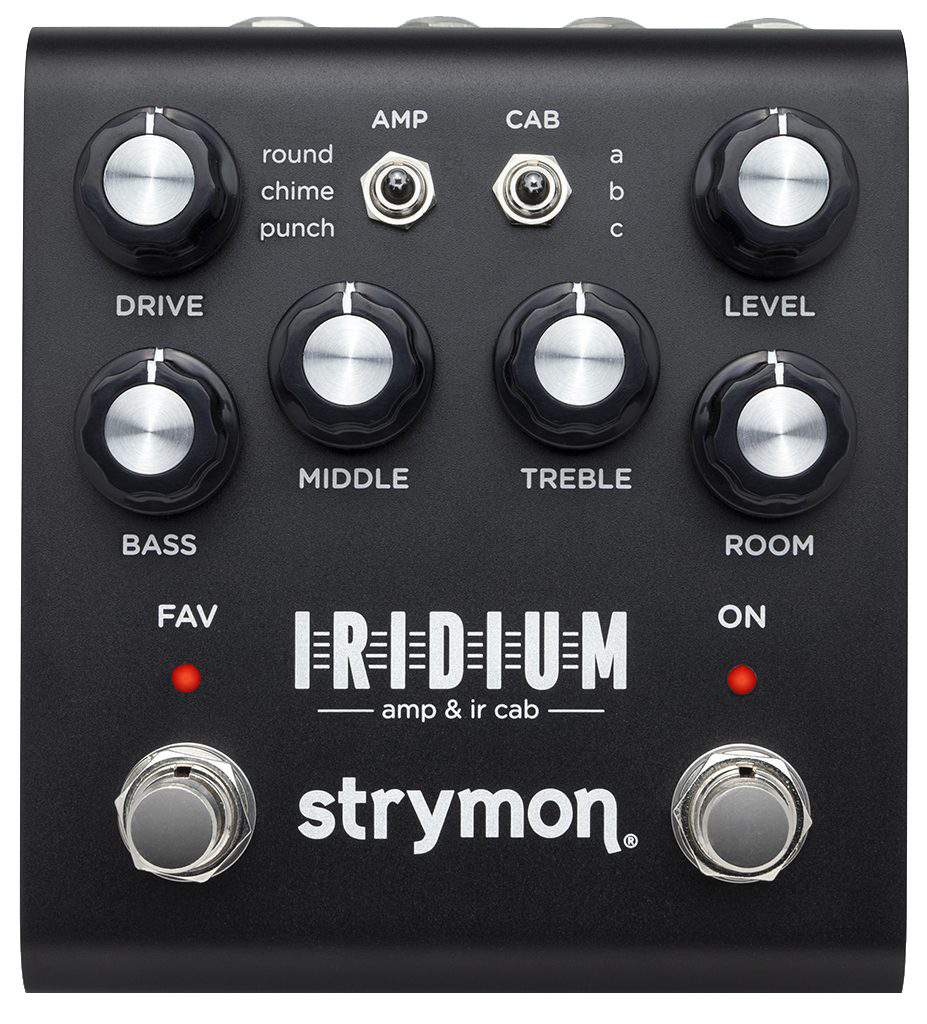 AMP CAB
round a
chime b
punch c
DRIVE LEVEL
MIDDLE TREBLE
BASS ROOM
FAV ON
IRIDIUM
amp & ir cab
strymon®